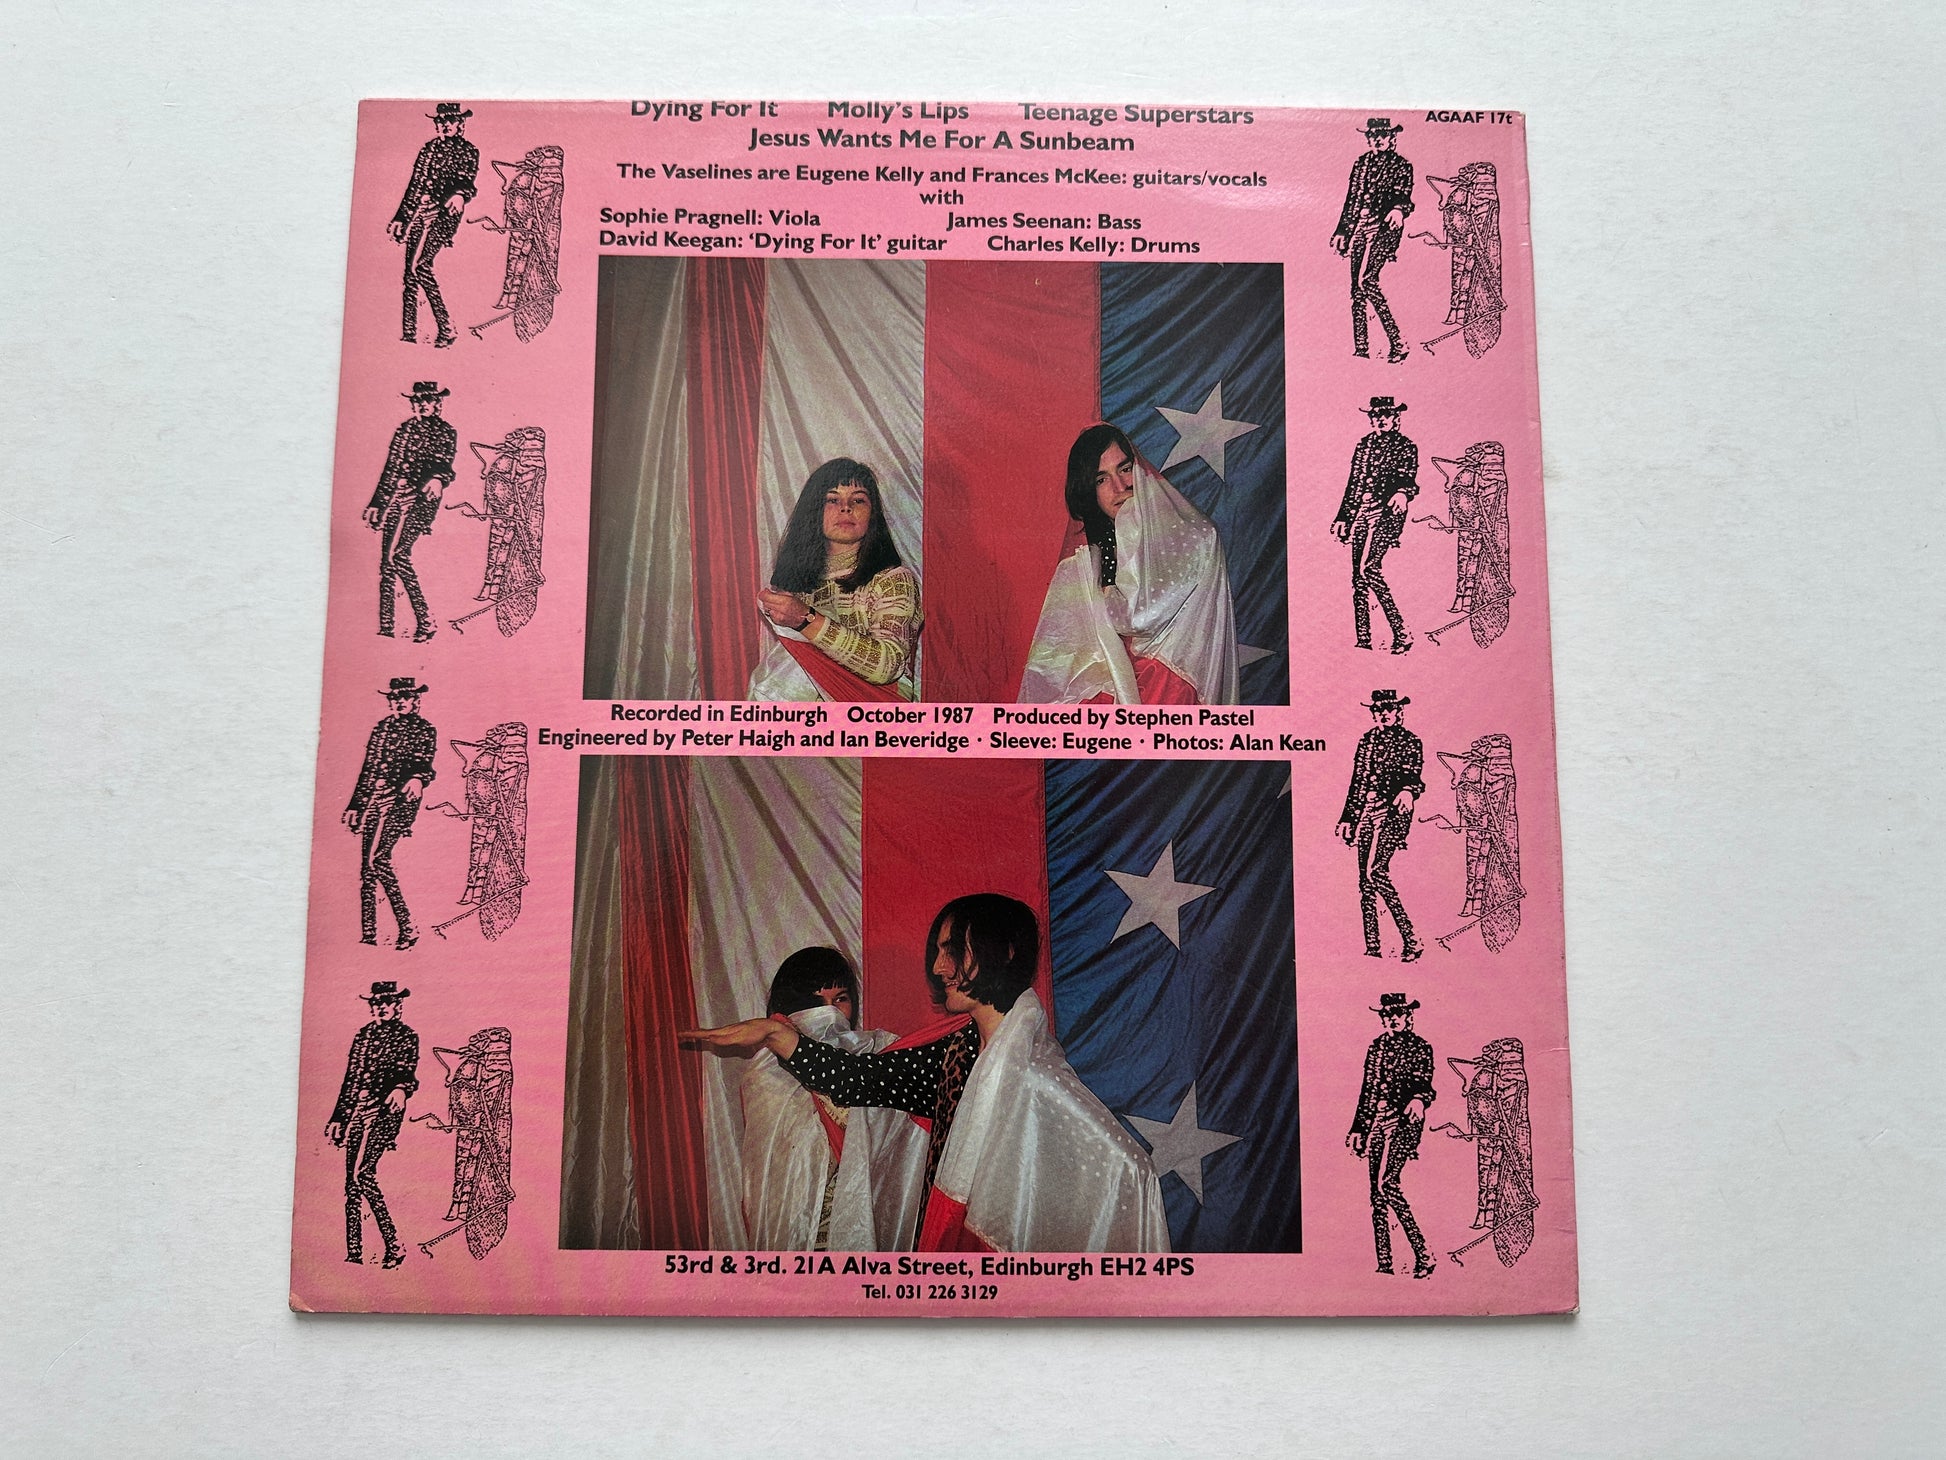 Dying For It Molly's Lips Teenage Superstars
AGAAF 17t
Jesus Wants Me For A Sunbeam
The Vaselines are Eugene Kelly and Frances McKee: guitars/vocals
with
Sophie Pragnell: Viola James Seenan: Bass
David Keegan: 'Dying For It' guitar Charles Kelly: Drums
Recorded in Edinburgh October 1987 Produced by Stephen Pastel
Engineered by Peter Haigh and Ian Beveridge · Sleeve: Eugene · Photos: Alan Kean
53rd & 3rd. 21A Alva Street, Edinburgh EH2 4PS
Tel. 031 226 3129